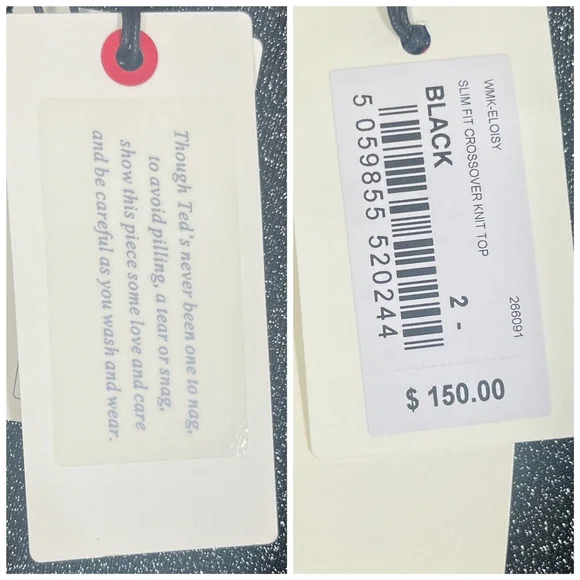 Though Ted's never been one to nag,
to avoid pilling, a tear or snag,
show this piece some love and care
and be careful as you wash and wear.
WMK-ELOISY
SLIM FIT CROSSOVER KNIT TOP
266091
BLACK
2 -
5 059855 520244
$ 150.00